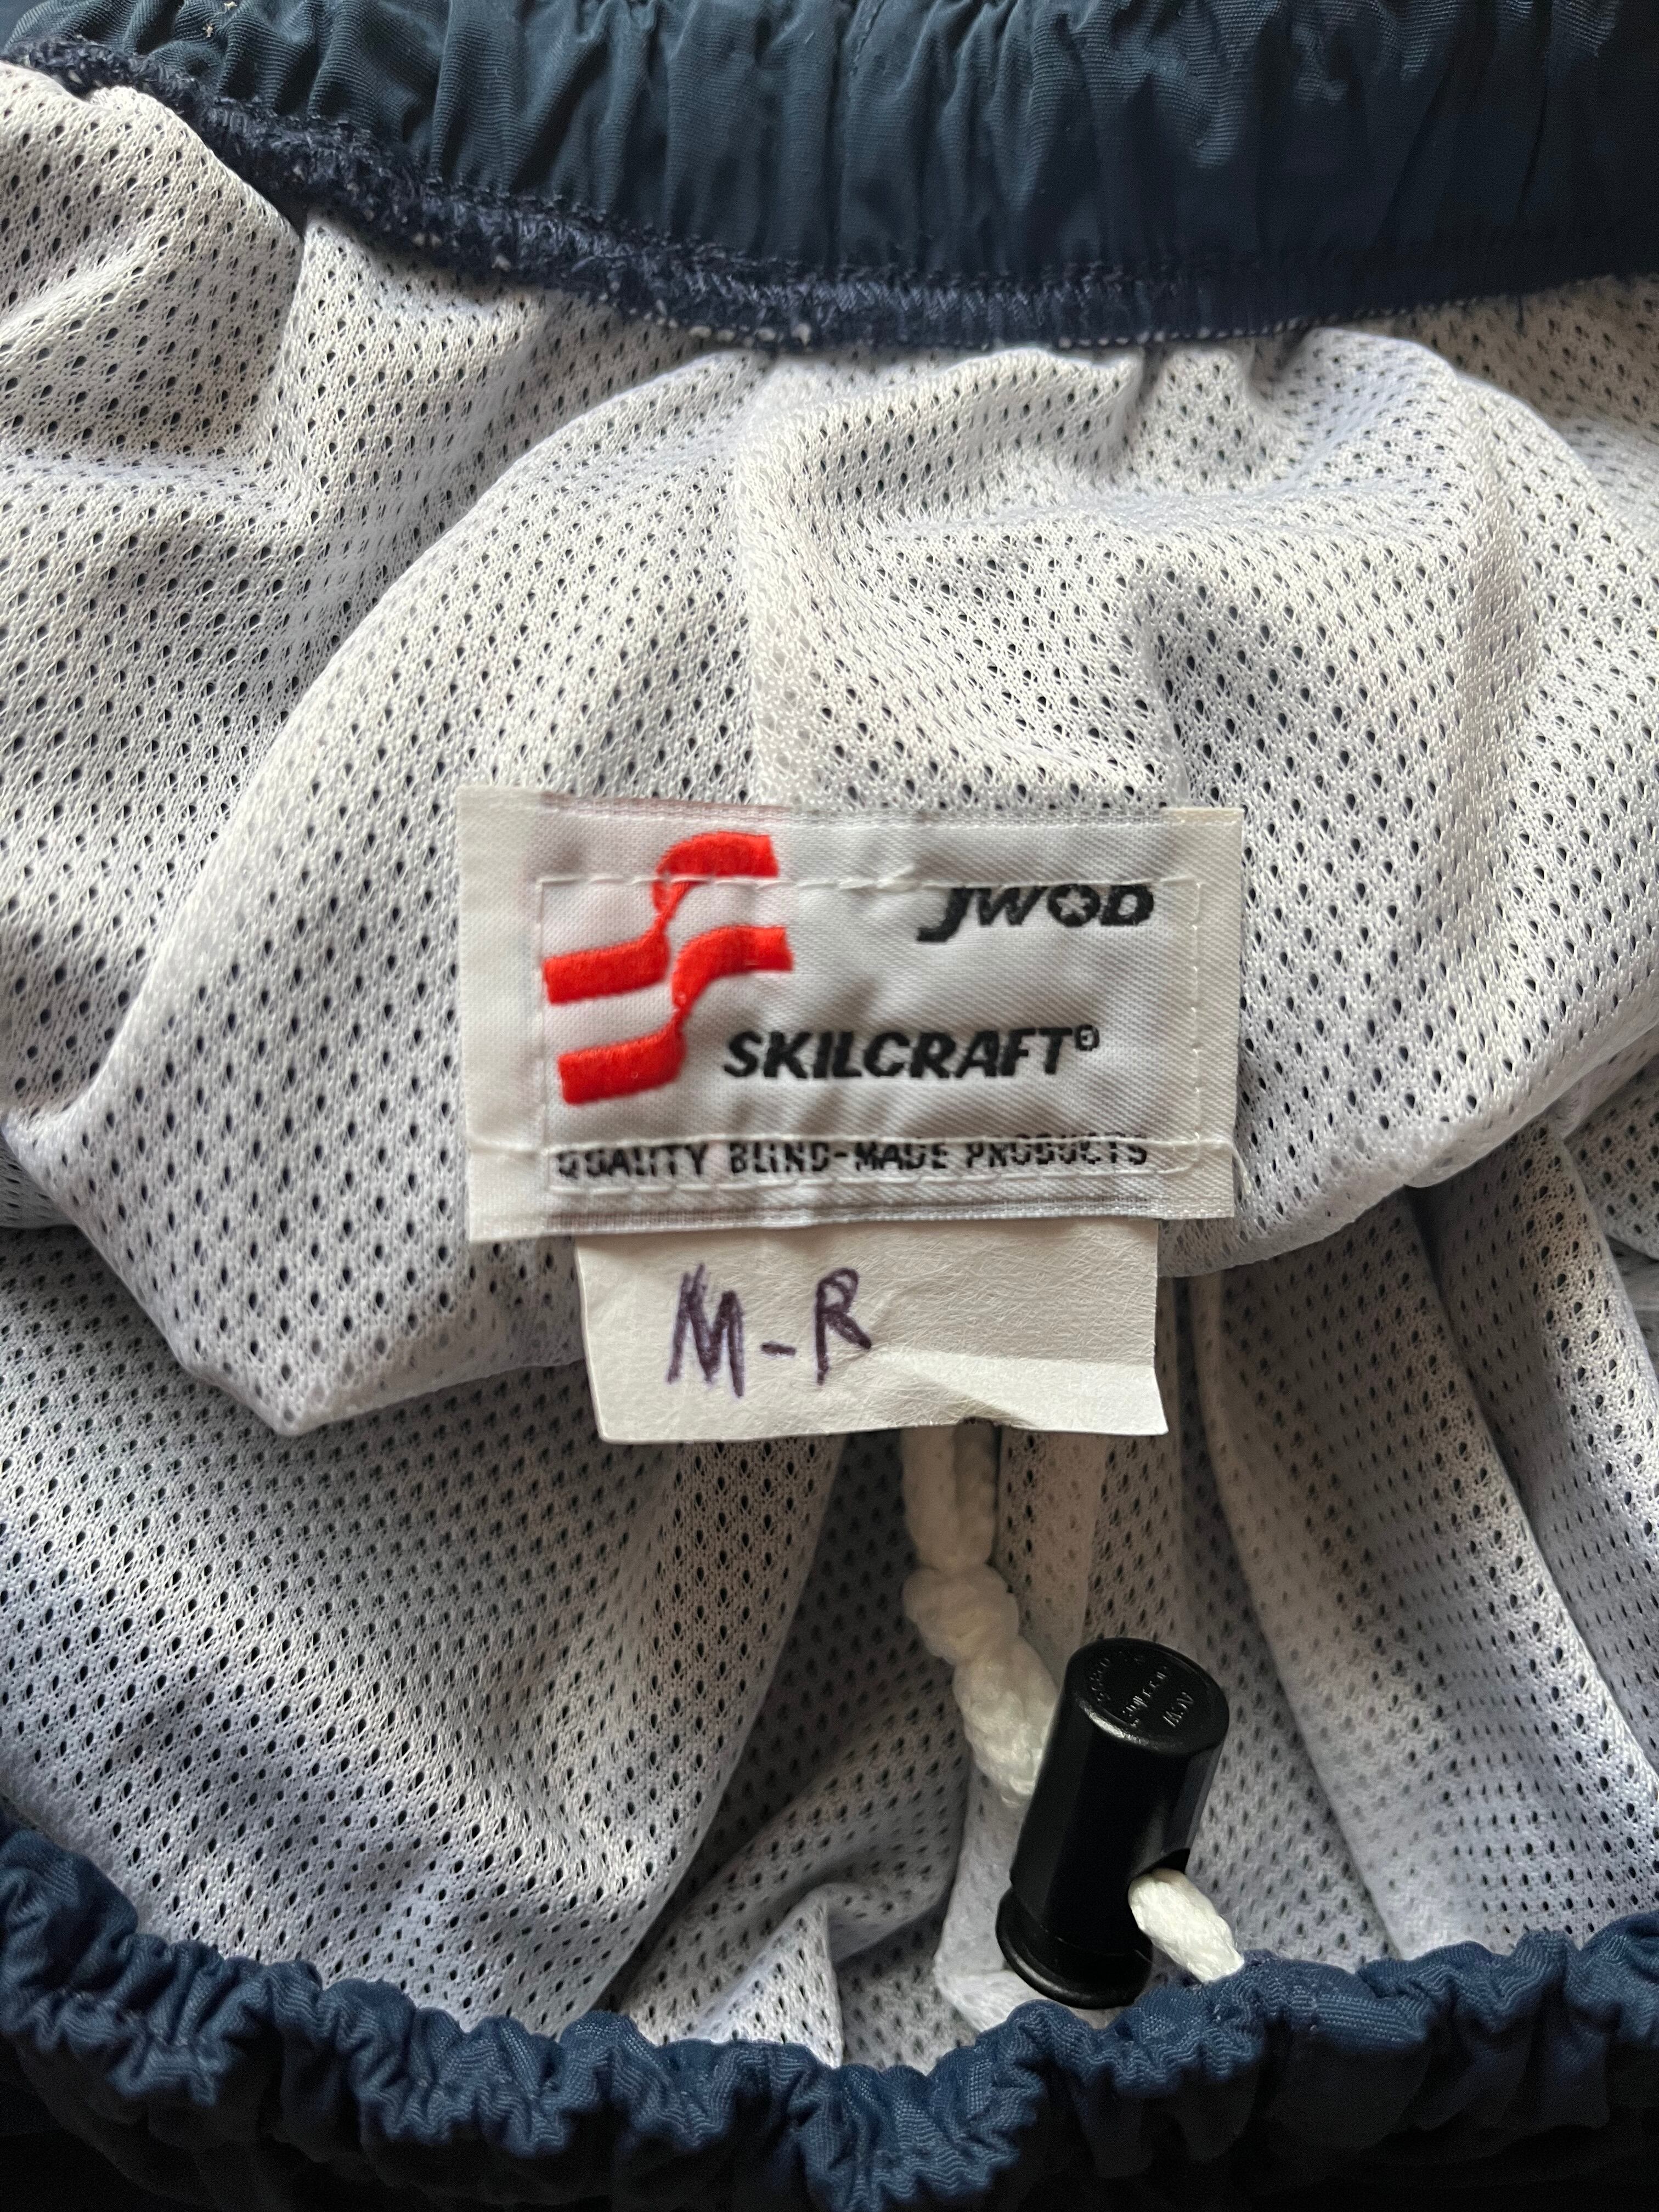 JWOD
SKILCRAFT®
QUALITY BLIND-MADE PRODUCTS
M-R